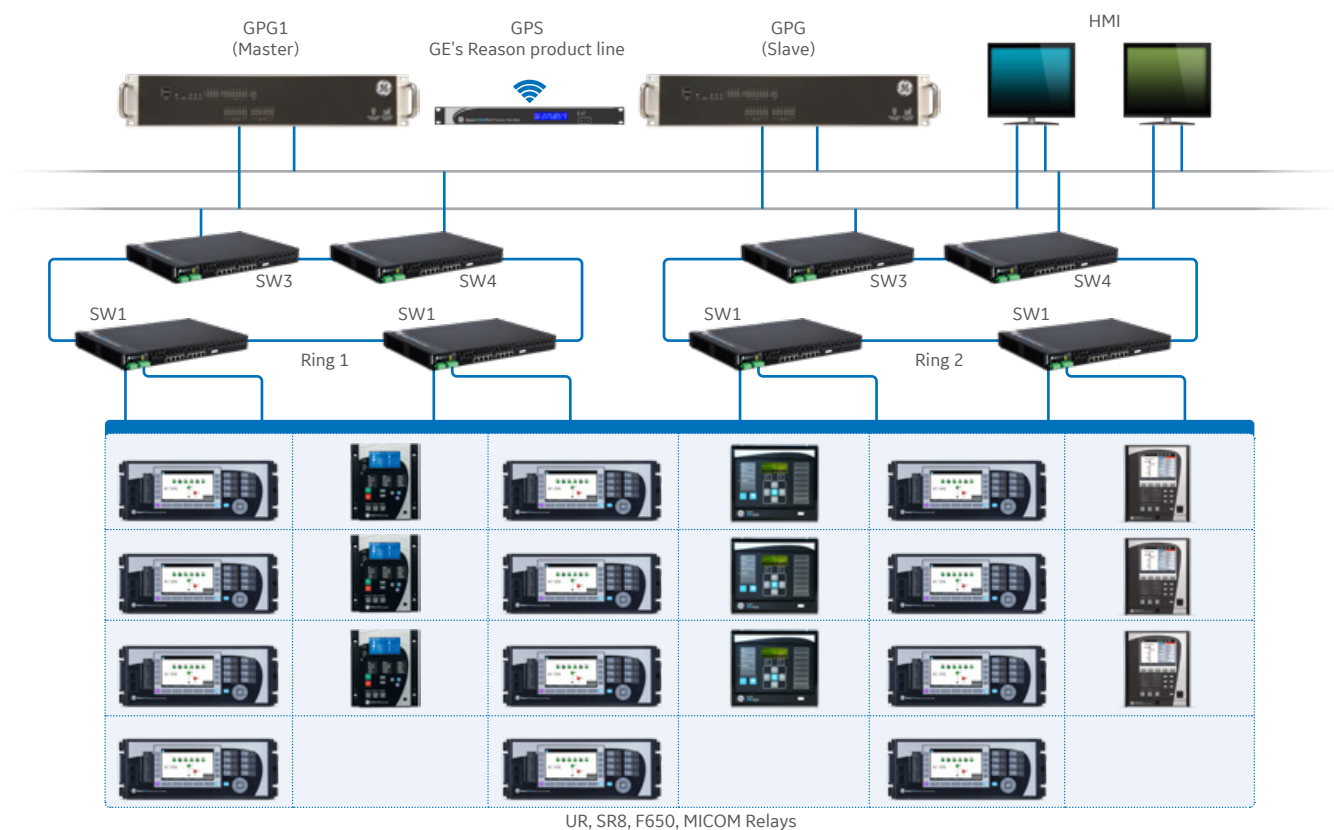 GPG1
(Master)
GPS
GE's Reason product line
GPG
(Slave)
HMI
SW3
SW4
SW3
SW4
SW1
SW1
SW1
SW1
Ring 1
Ring 2
UR, SR8, F650, MICOM Relays